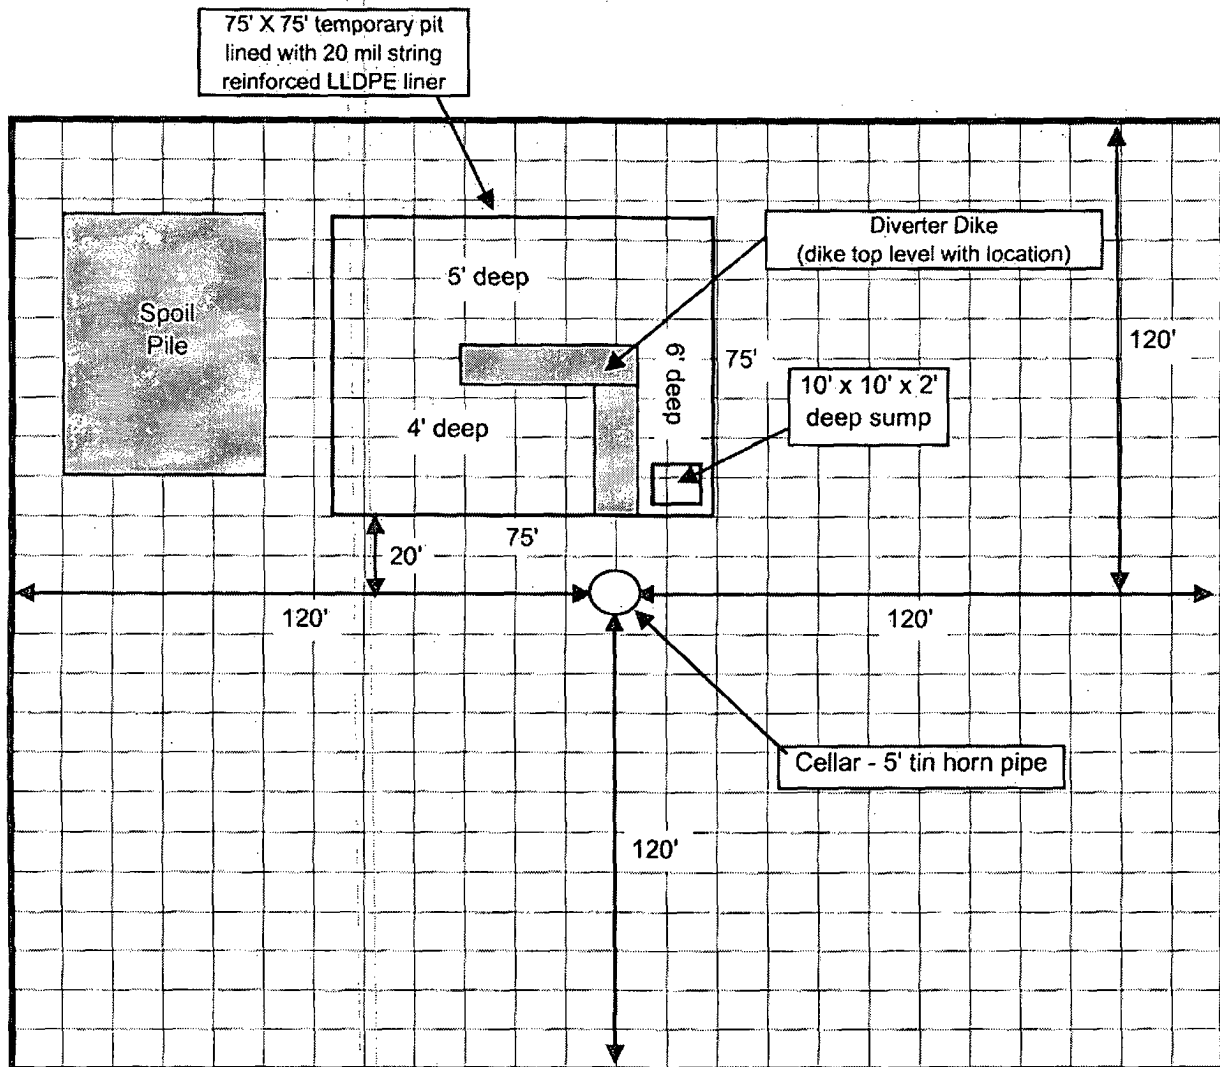 75' X 75' temporary pit
lined with 20 mil string
reinforced LLDPE liner
Diverter Dike
(dike top level with location)
5' deep
Spoil
Pile
120'
6' deep
75'
10' x 10' x 2'
deep sump
4' deep
75'
20'
120'
120'
Cellar - 5' tin horn pipe
120'